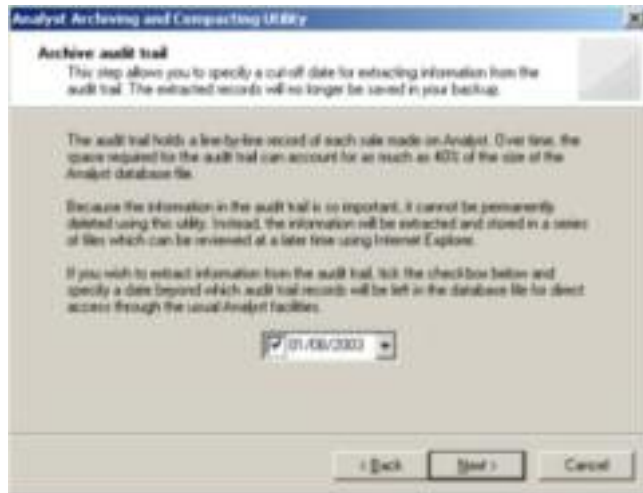 Analyst Archiving and Compacting Utility
Archive audit trail
This step allows you to specify a cut-off date for extracting information from the
audit trail. The extracted records will no longer be saved in your backup.
The audit trail holds a line-by-line record of each sale made on Analyst. Over time, the
space required for the audit trail can account for as much as 40% of the size of the
Analyst database file.
Because the information in the audit trail is so important, it cannot be permanently
deleted using this utility. Instead, the information will be extracted and stored in a series
of files which can be reviewed at a later time using Internet Explorer.
If you wish to extract information from the audit trail, tick the checkbox below and
specify a date beyond which audit trail records will be left in the database file for direct
access through the usual Analyst facilities.
01/06/2003
< Back
Next >
Cancel